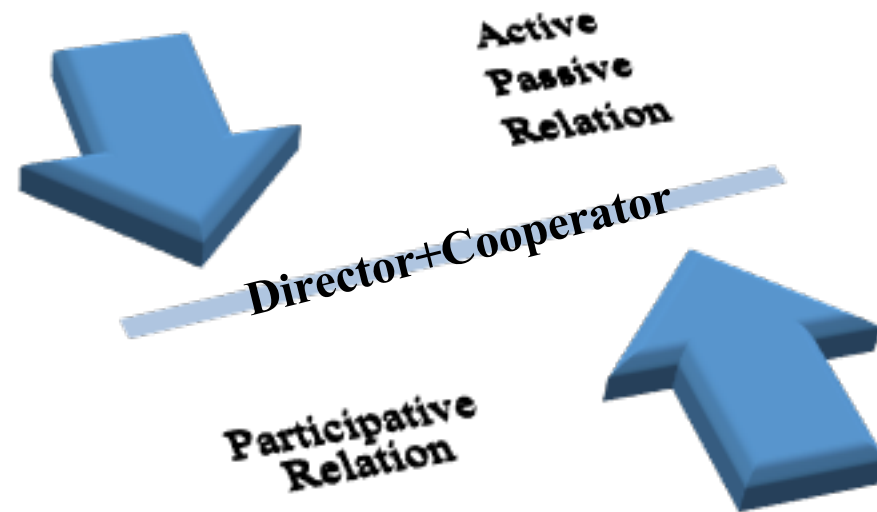 Active
Passive
Relation
Director+Cooperator
Participative
Relation